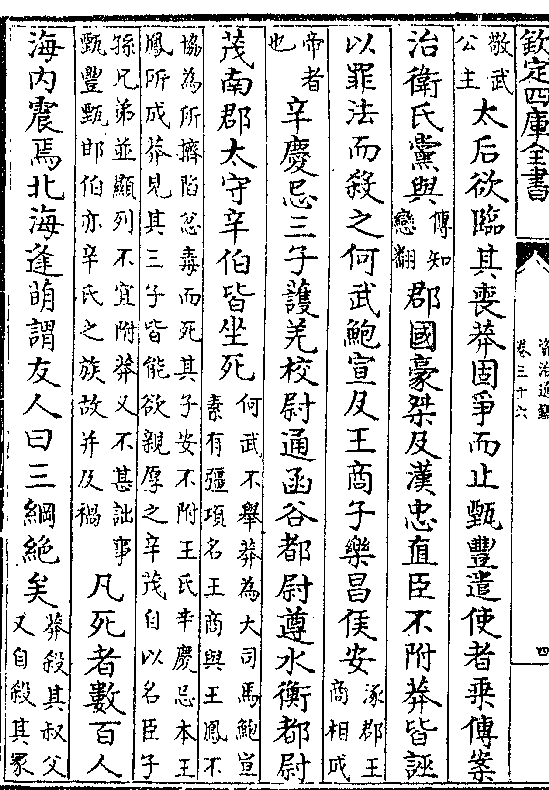 欽定四庫全書
資治通鑑
卷三十六
四
敬武
公主
太后欲臨其喪莽固爭而止甄豐遣使者乗傳案
治衛氏黨與
傳知
戀翻
郡國豪桀及漢忠直臣不附莽皆誣
以罪法而殺之何武鮑宣及王商子樂昌侯安
涿郡王
商相成
帝者
也
辛慶忌三子護羌校尉通函谷都尉遵水衡都尉
茂南郡太守辛伯皆坐死
何武不舉莽為大司馬鮑宣
素有彊項名王商與王鳳不
協為所擠陷忿毒而死其子安不附王氏辛慶忌本王
鳳所成莽見其三子皆能欲親厚之辛茂自以名臣子
孫兄弟並顯列不宜附莽又不甚詘事
甄豐甄邯伯亦辛氏之族故并及禍
凡死者數百人
海内震焉北海逢萌謂友人曰三綱絶矣
莽殺其叔父
又自殺其冢